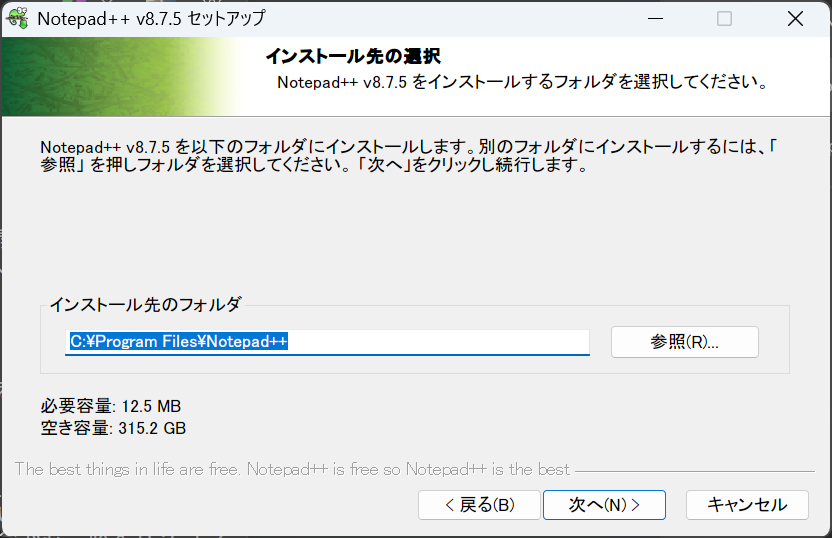 Notepad++ v8.7.5 セットアップ
インストール先の選択
Notepad++ v8.7.5 をインストールするフォルダを選択してください。
Notepad++ v8.7.5 を以下のフォルダにインストールします。別のフォルダにインストールするには、「
参照」 を押しフォルダを選択してください。 「次へ」をクリックし続行します。
インストール先のフォルダ
C:¥Program Files¥Notepad++
参照(R)...
必要容量: 12.5 MB
空き容量: 315.2 GB
The best things in life are free. Notepad++ is free so Notepad++ is the best
< 戻る(B)
次へ(N) >
キャンセル